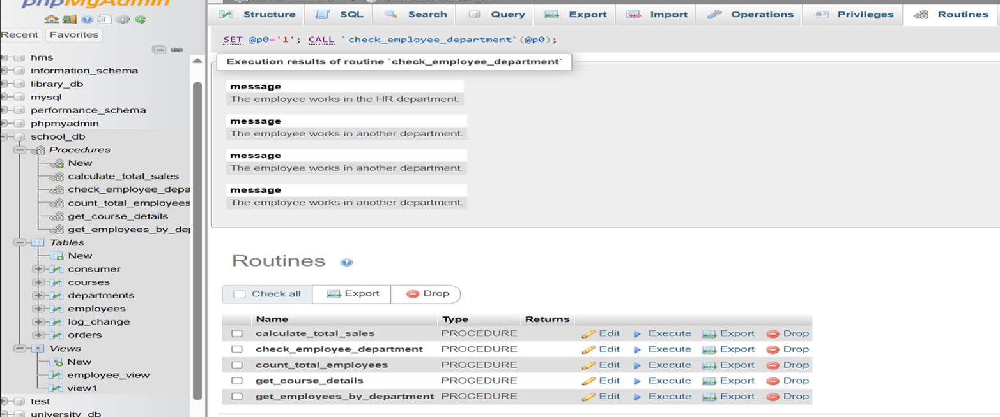 phpMyAdmin
Recent Favorites
hms
information_schema
library_db
mysql
performance_schema
phpmyadmin
school_db
Procedures
New
calculate_total_sales
check_employee_depa
count_total_employees
get_course_details
get_employees_by_dep
Tables
New
consumer
courses
departments
employees
log_change
orders
Views
New
employee_view
view1
test
university_db
Structure SQL Search Query Export Import Operations Privileges Routines
SET @p0='1'; CALL `check_employee_department`(@p0);
Execution results of routine `check_employee_department`
message
The employee works in the HR department.
message
The employee works in another department.
message
The employee works in another department.
message
The employee works in another department.
Routines
Check all Export Drop
Name Type Returns
calculate_total_sales PROCEDURE Edit Execute Export Drop
check_employee_department PROCEDURE Edit Execute Export Drop
count_total_employees PROCEDURE Edit Execute Export Drop
get_course_details PROCEDURE Edit Execute Export Drop
get_employees_by_department PROCEDURE Edit Execute Export Drop